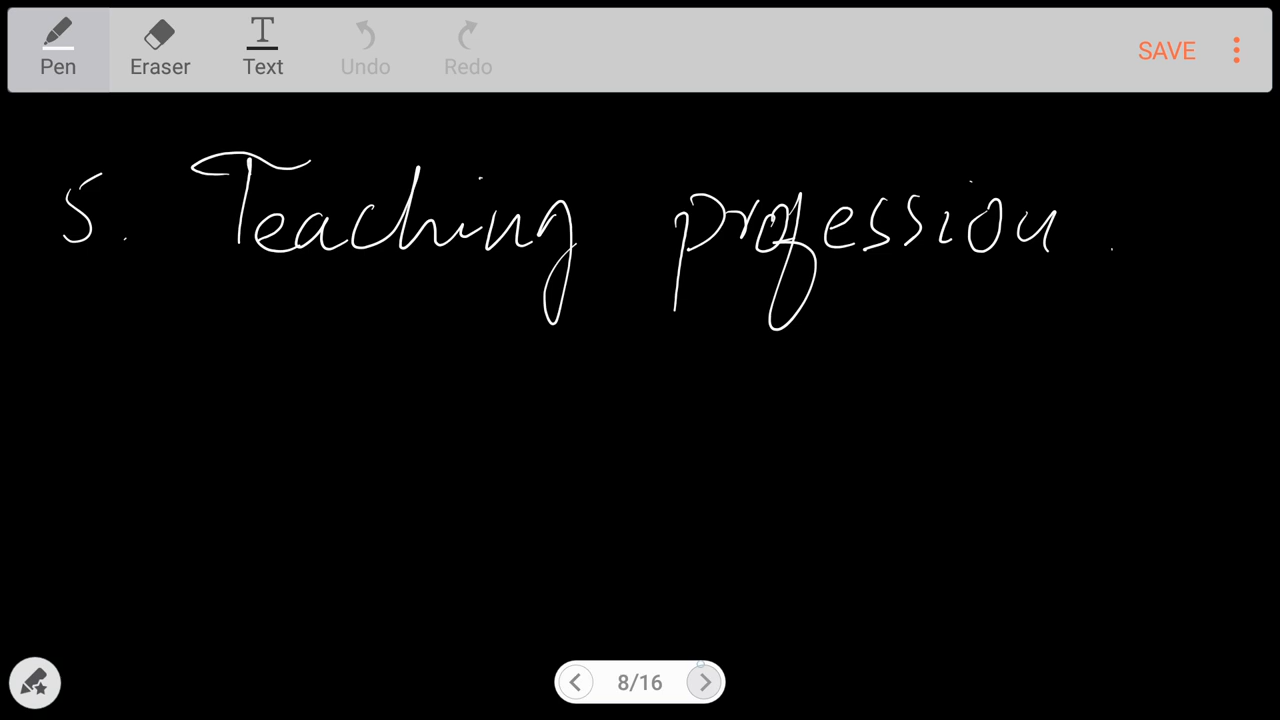 Pen Eraser Text Undo Redo SAVE
5. Teaching profession.
8/16